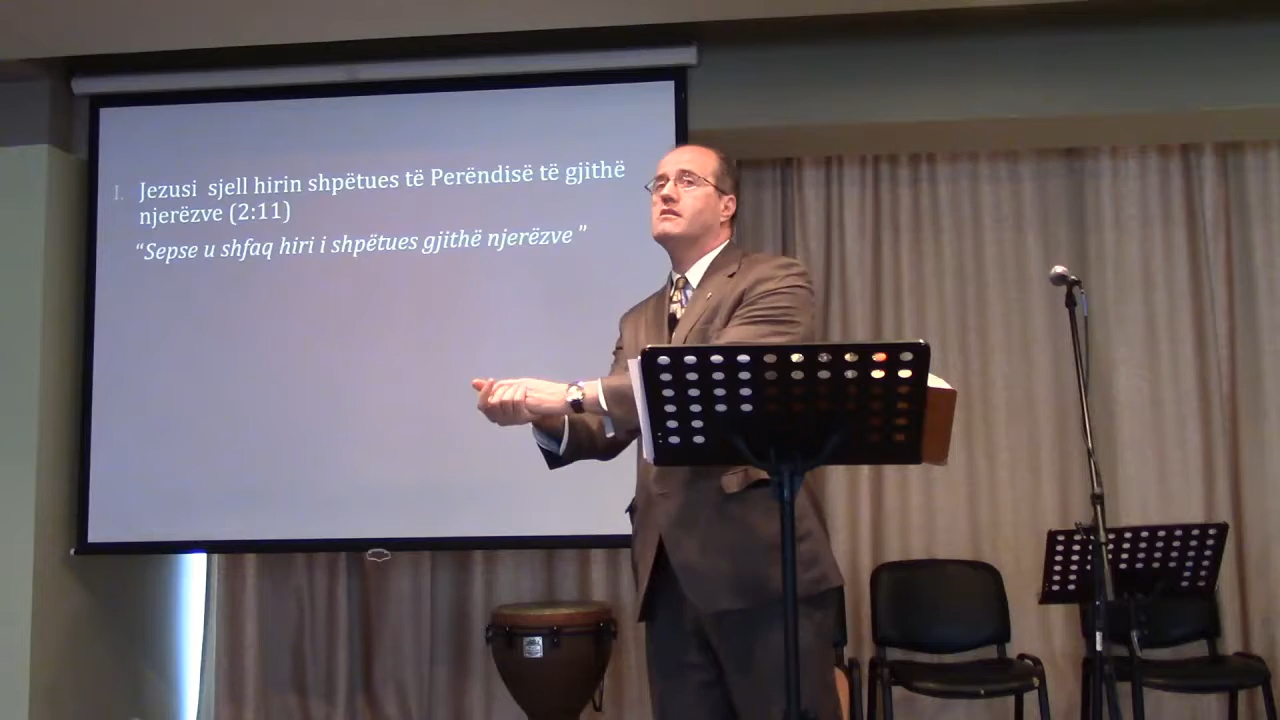 I. Jezusi sjell hirin shpëtues të Perëndisë të gjithë
njerëzve (2:11)
“Sepse u shfaq hiri i shpëtues gjithë njerëzve ”